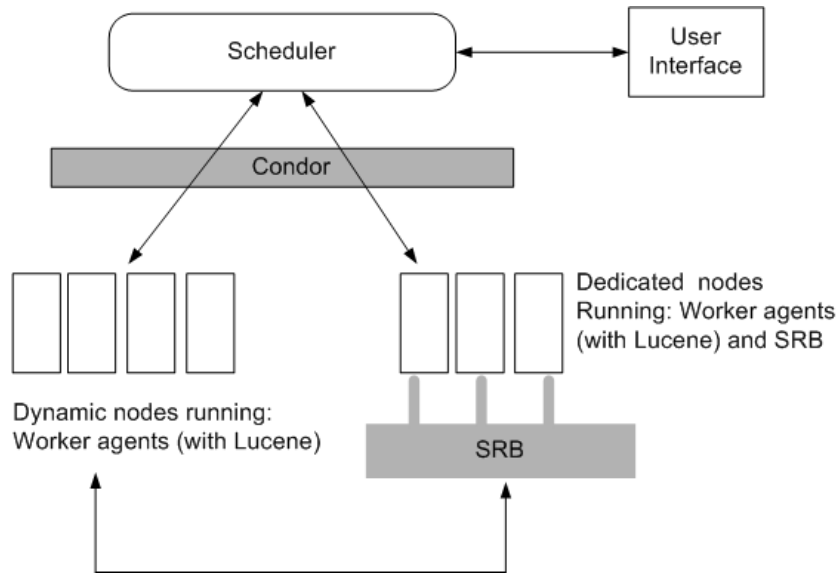 Scheduler
User
Interface
Condor
Dedicated nodes
Running: Worker agents
(with Lucene) and SRB
Dynamic nodes running:
Worker agents (with Lucene)
SRB